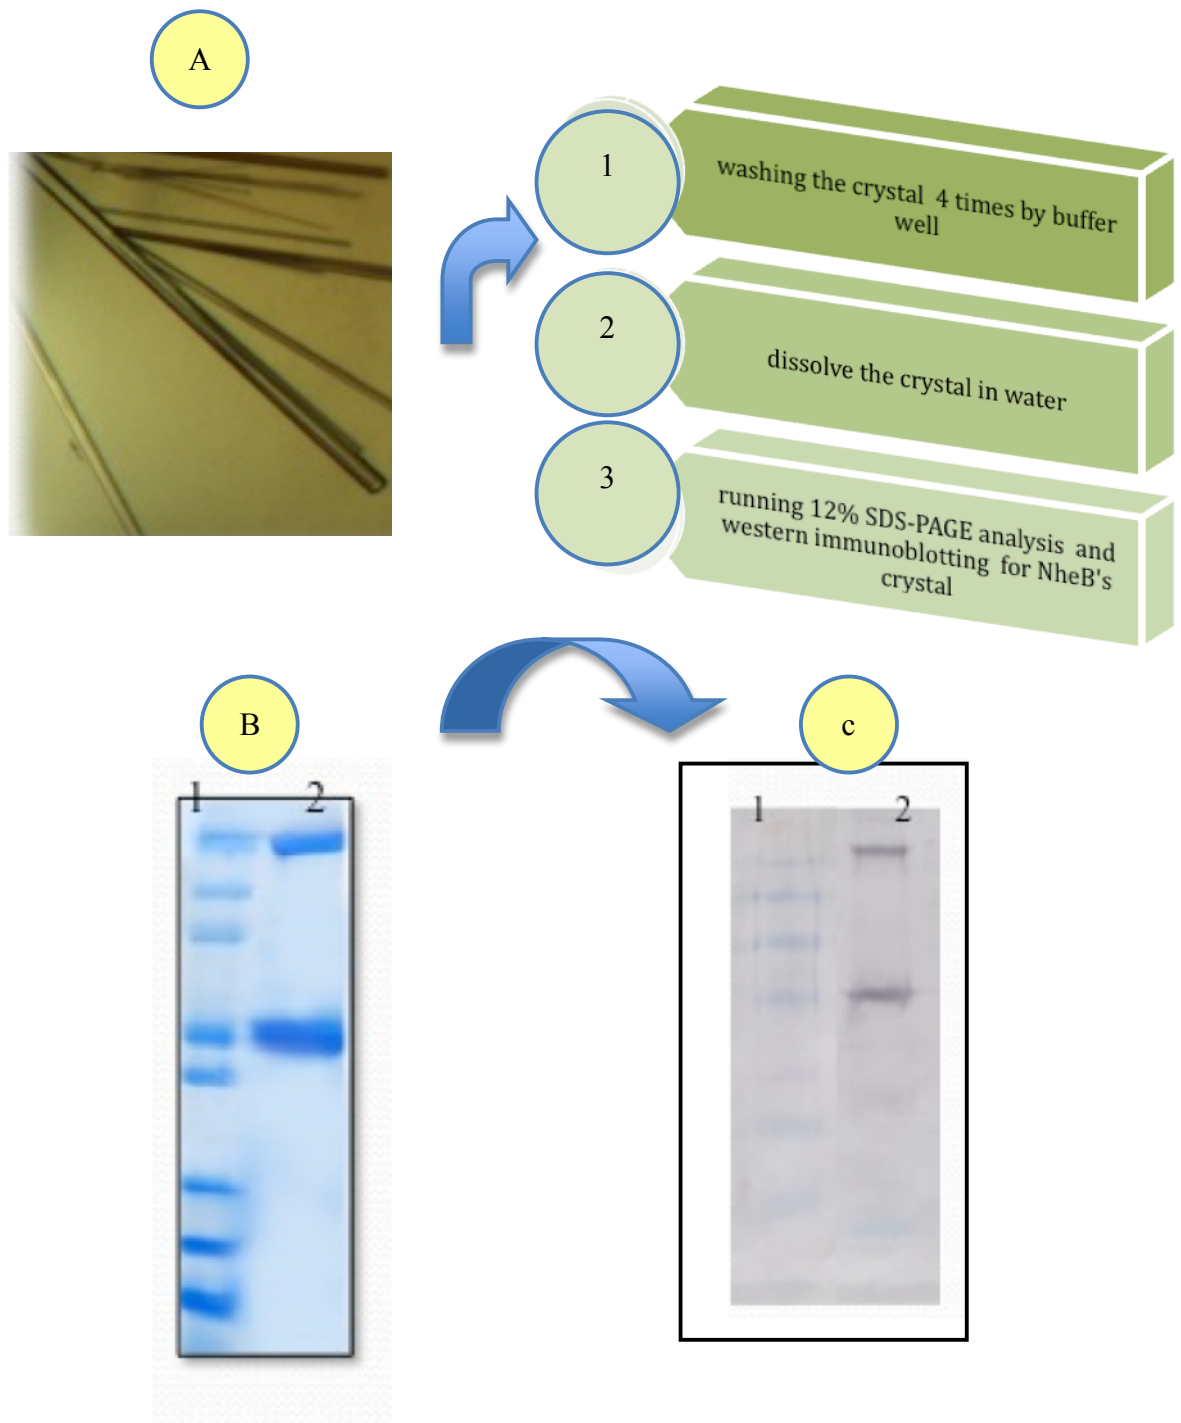 A
1
washing the crystal 4 times by buffer
well
2
dissolve the crystal in water
3
running 12% SDS-PAGE analysis and
western immunoblotting for NheB's
crystal
B
1 2
c
1 2